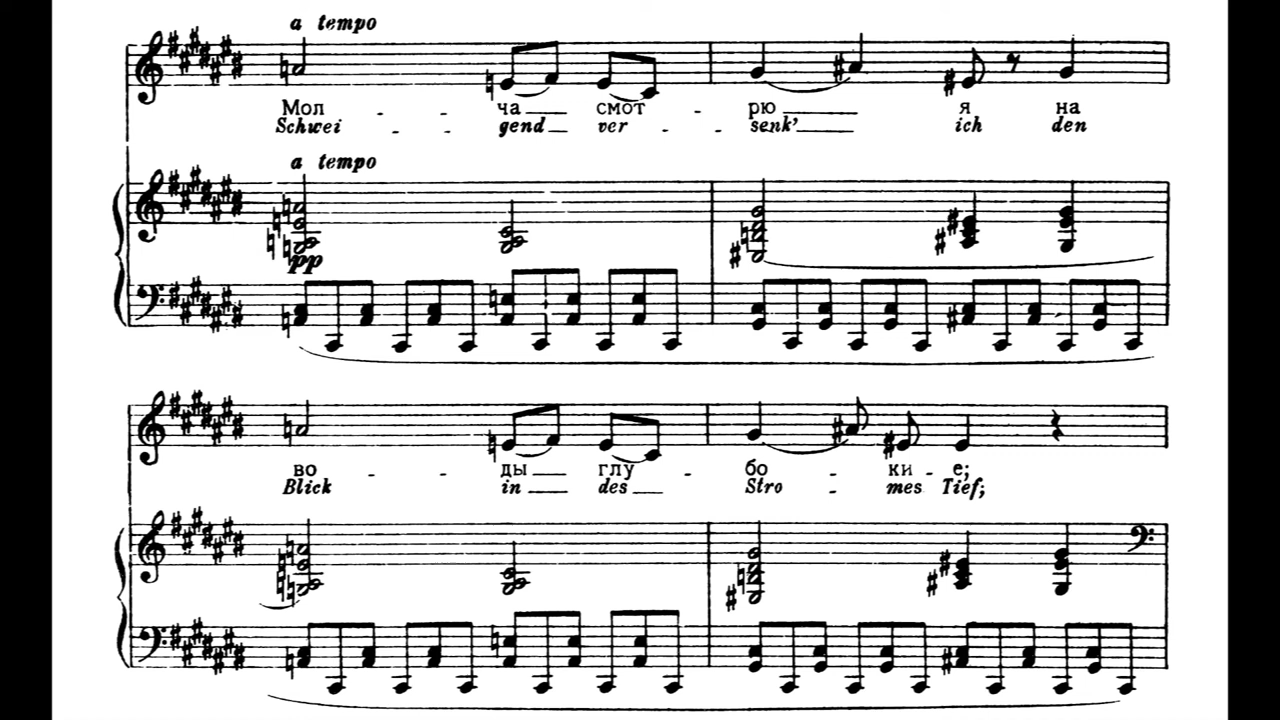 a tempo
Мол - - ча смот - рю я на
Schwei - - gend ver - - senk' ich den
a tempo
pp
во - - ды глу - бо - ки - е;
Blick in des Stro - mes Tief;